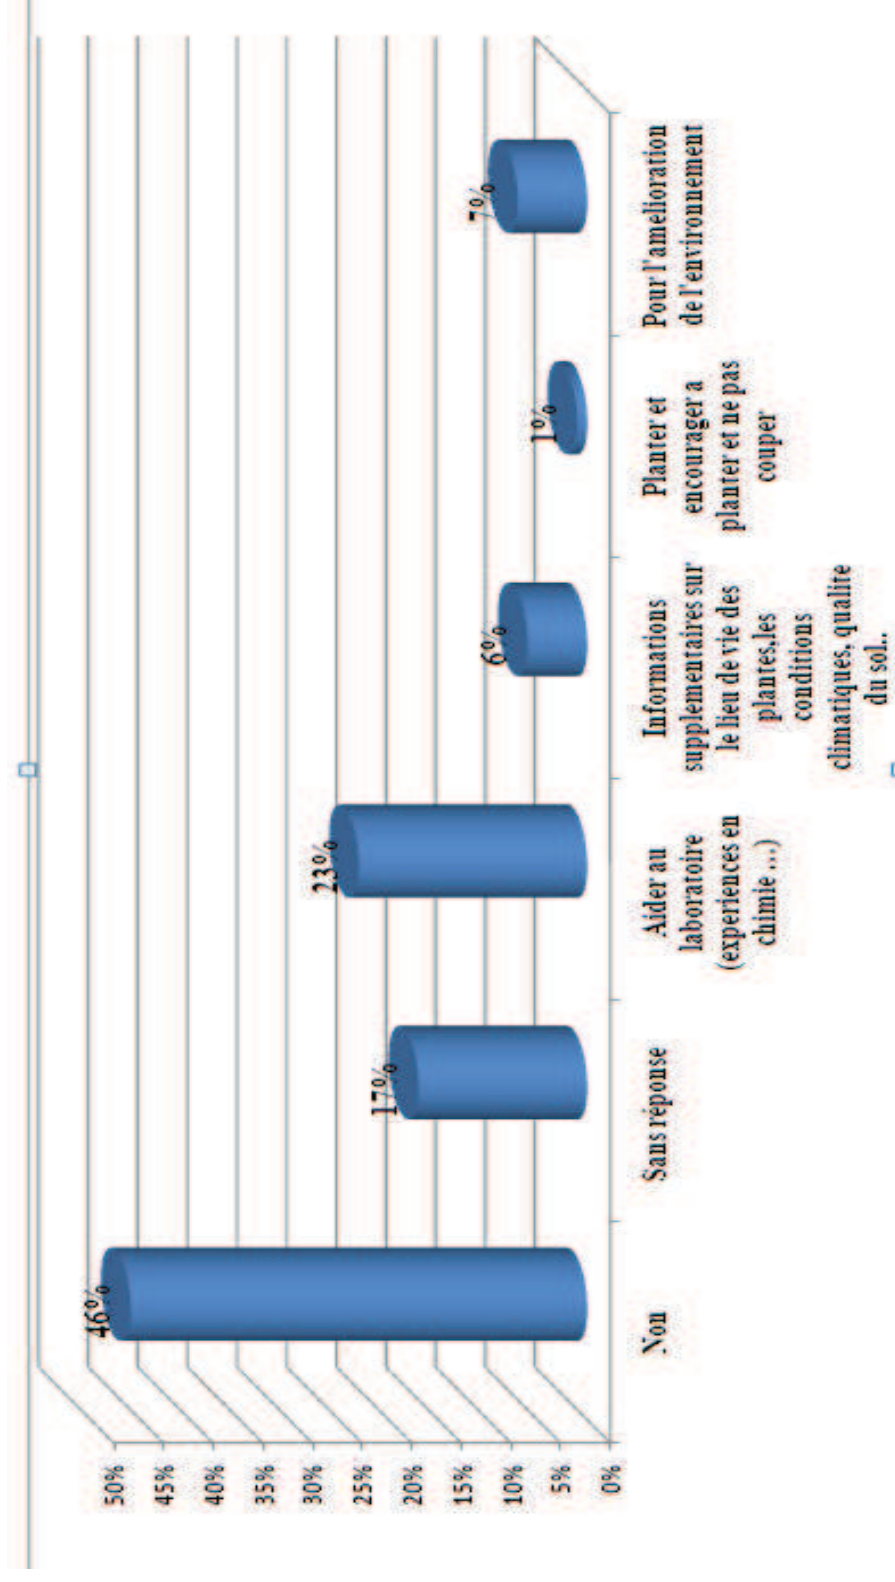 50%
45%
40%
35%
30%
25%
20%
15%
10%
5%
0%
46%
17%
23%
6%
1%
7%
Non
Sans réponse
Aider au
laboratoire
(experiences en
chimie ...)
Informations
supplementaires sur
le lieu de vie des
plantes,les
conditions
climatiques, qualite
du sol..
Planter et
encourager a
planter et ne pas
couper
Pour l'amelioration
de l'environnement